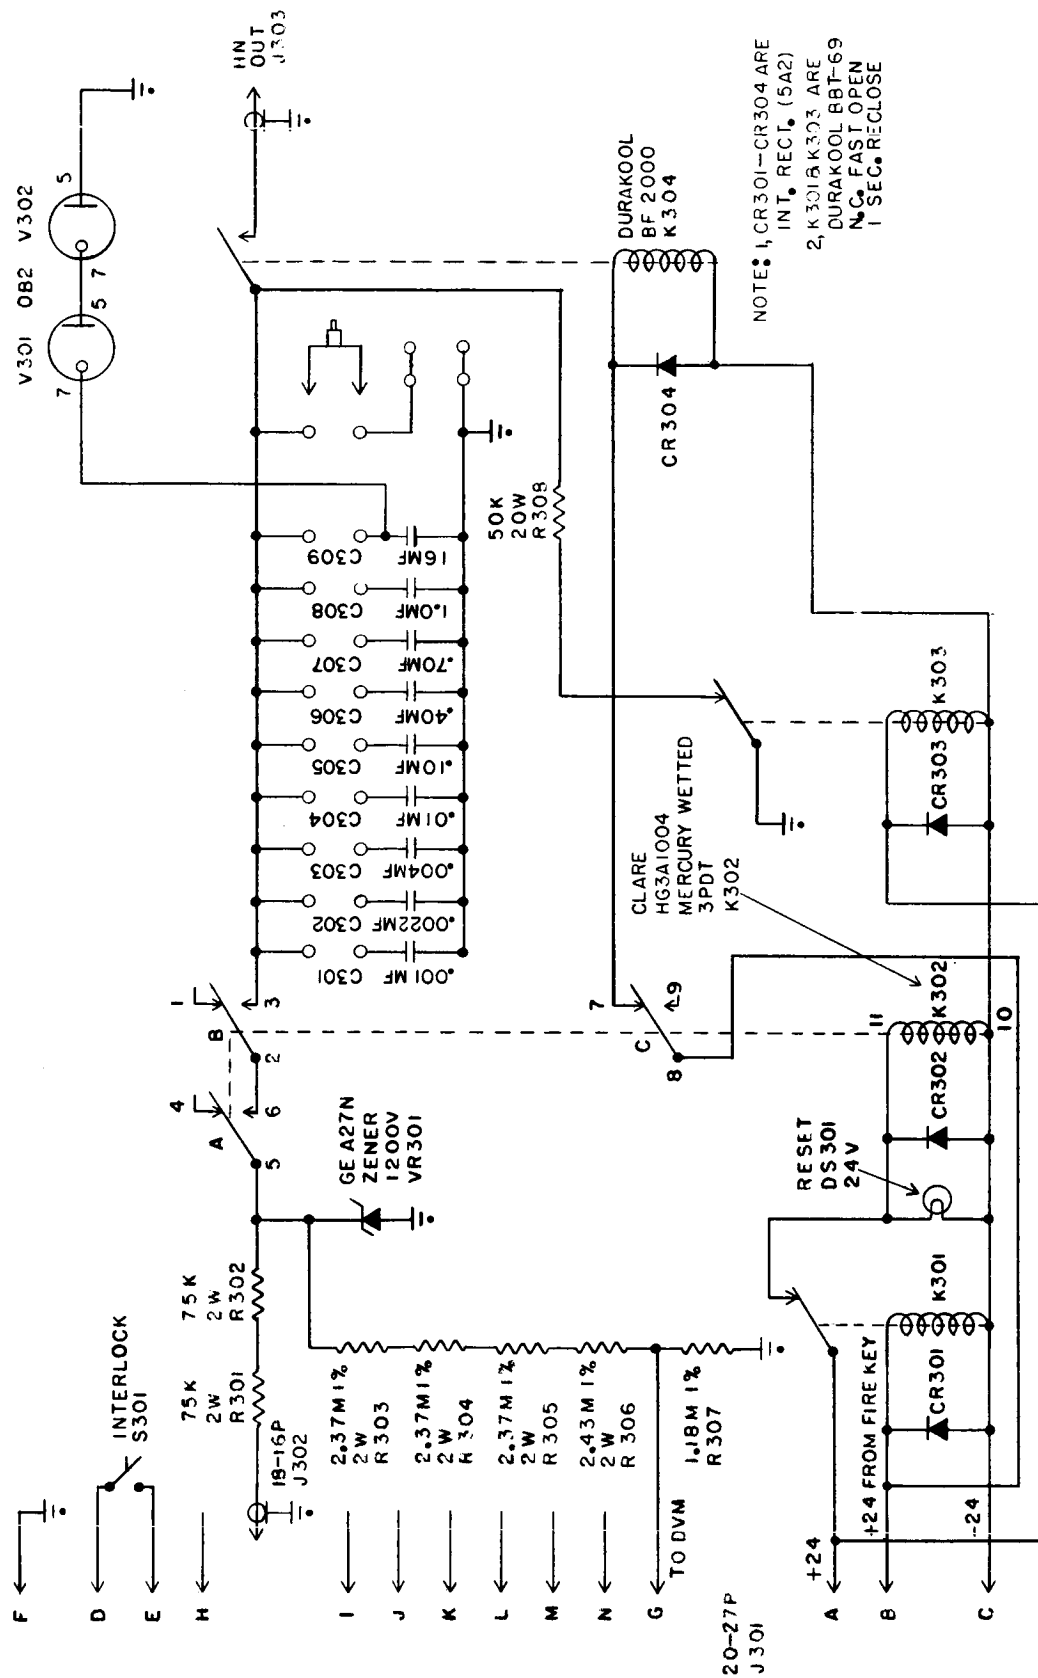 F
D
E
H
I
J
K
L
M
N
G
TO DVM
20-27P
J301
A
B
C
+24
+24 FROM FIRE KEY
-24
INTERLOCK
S301
18-16P
J302
75K
2W
R301
75K
2W
R302
2.37M 1%
2W
R303
2.37M 1%
2W
R304
2.37M 1%
2W
R305
2.43M 1%
2W
R306
1.18M 1%
R307
GE A27N
ZENER
1200V
VR301
4
A
5
6
1
B
2
3
C301
.001 MF
C302
.0022MF
C303
.004MF
C304
.01MF
C305
.10MF
C306
.40MF
C307
.70MF
C308
1.0MF
C309
16MF
V301 OB2 V302
7
5
7
5
HN
OUT
J303
50K
20W
R308
DURAKOOL
BF 2000
K304
CR304
7
C
8
9
CLARE
HG3A1004
MERCURY WETTED
3PDT
K302
RESET
DS301
24V
CR301
K301
CR302
K302
11
10
CR303
K303
NOTE: 1, CR301-CR304 ARE
INT. RECT. (5A2)
2, K301 & K303 ARE
DURAKOOL BBT-69
N.C. FAST OPEN
1 SEC. RECLOSE